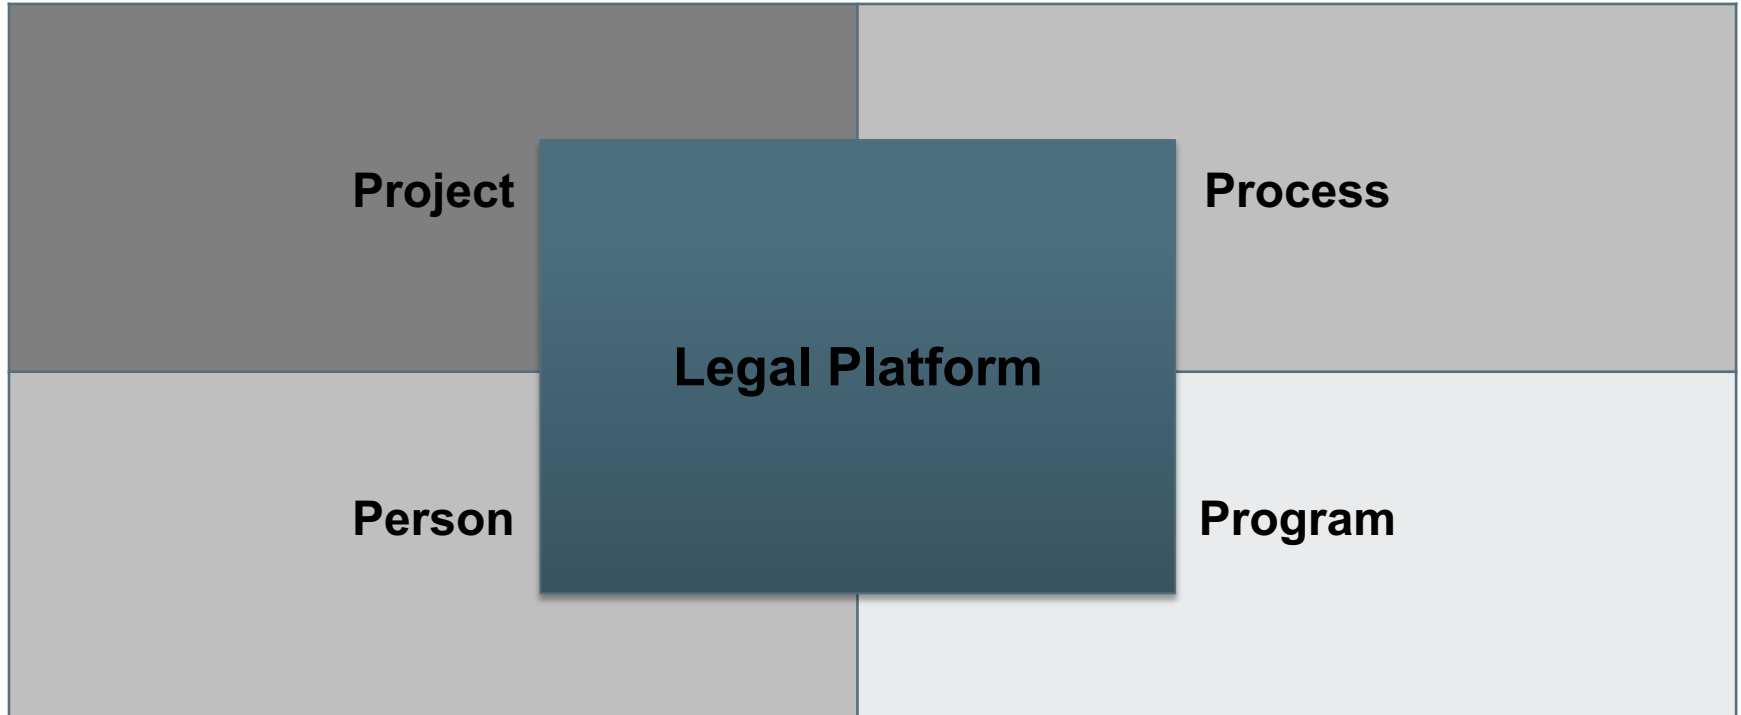 Project
Process
Legal Platform
Person
Program